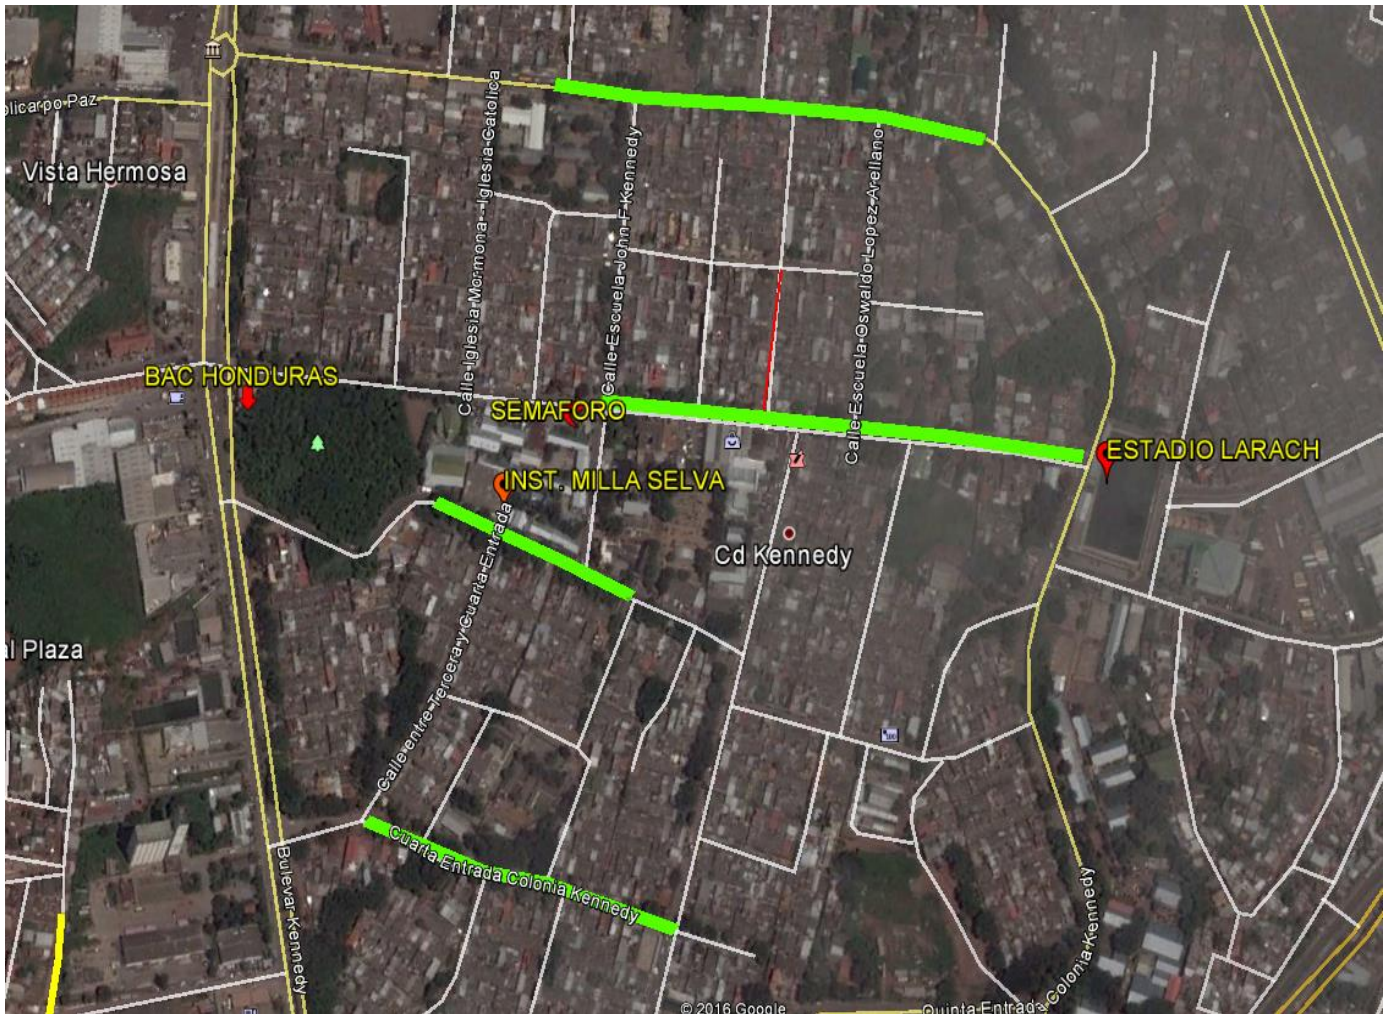 olicarpo Paz
Vista Hermosa
Calle Iglesia Mormona - Iglesia Catolica
Calle Escuela John F Kennedy
Calle Escuela Oswaldo Lopez Arellano
BAC HONDURAS
SEMAFORO
ESTADIO LARACH
INST. MILLA SELVA
Cd Kennedy
Calle entre Tercera y Cuarta Entrada
al Plaza
Cuarta Entrada Colonia Kennedy
Bulevar Kennedy
Quinta Entrada Colonia Kennedy
© 2016 Google